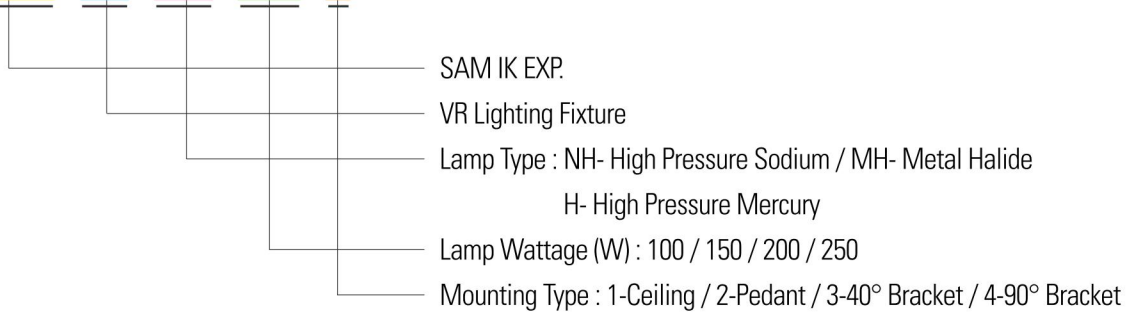 SAM IK EXP.
VR Lighting Fixture
Lamp Type : NH- High Pressure Sodium / MH- Metal Halide
H- High Pressure Mercury
Lamp Wattage (W) : 100 / 150 / 200 / 250
Mounting Type : 1-Ceiling / 2-Pedant / 3-40° Bracket / 4-90° Bracket